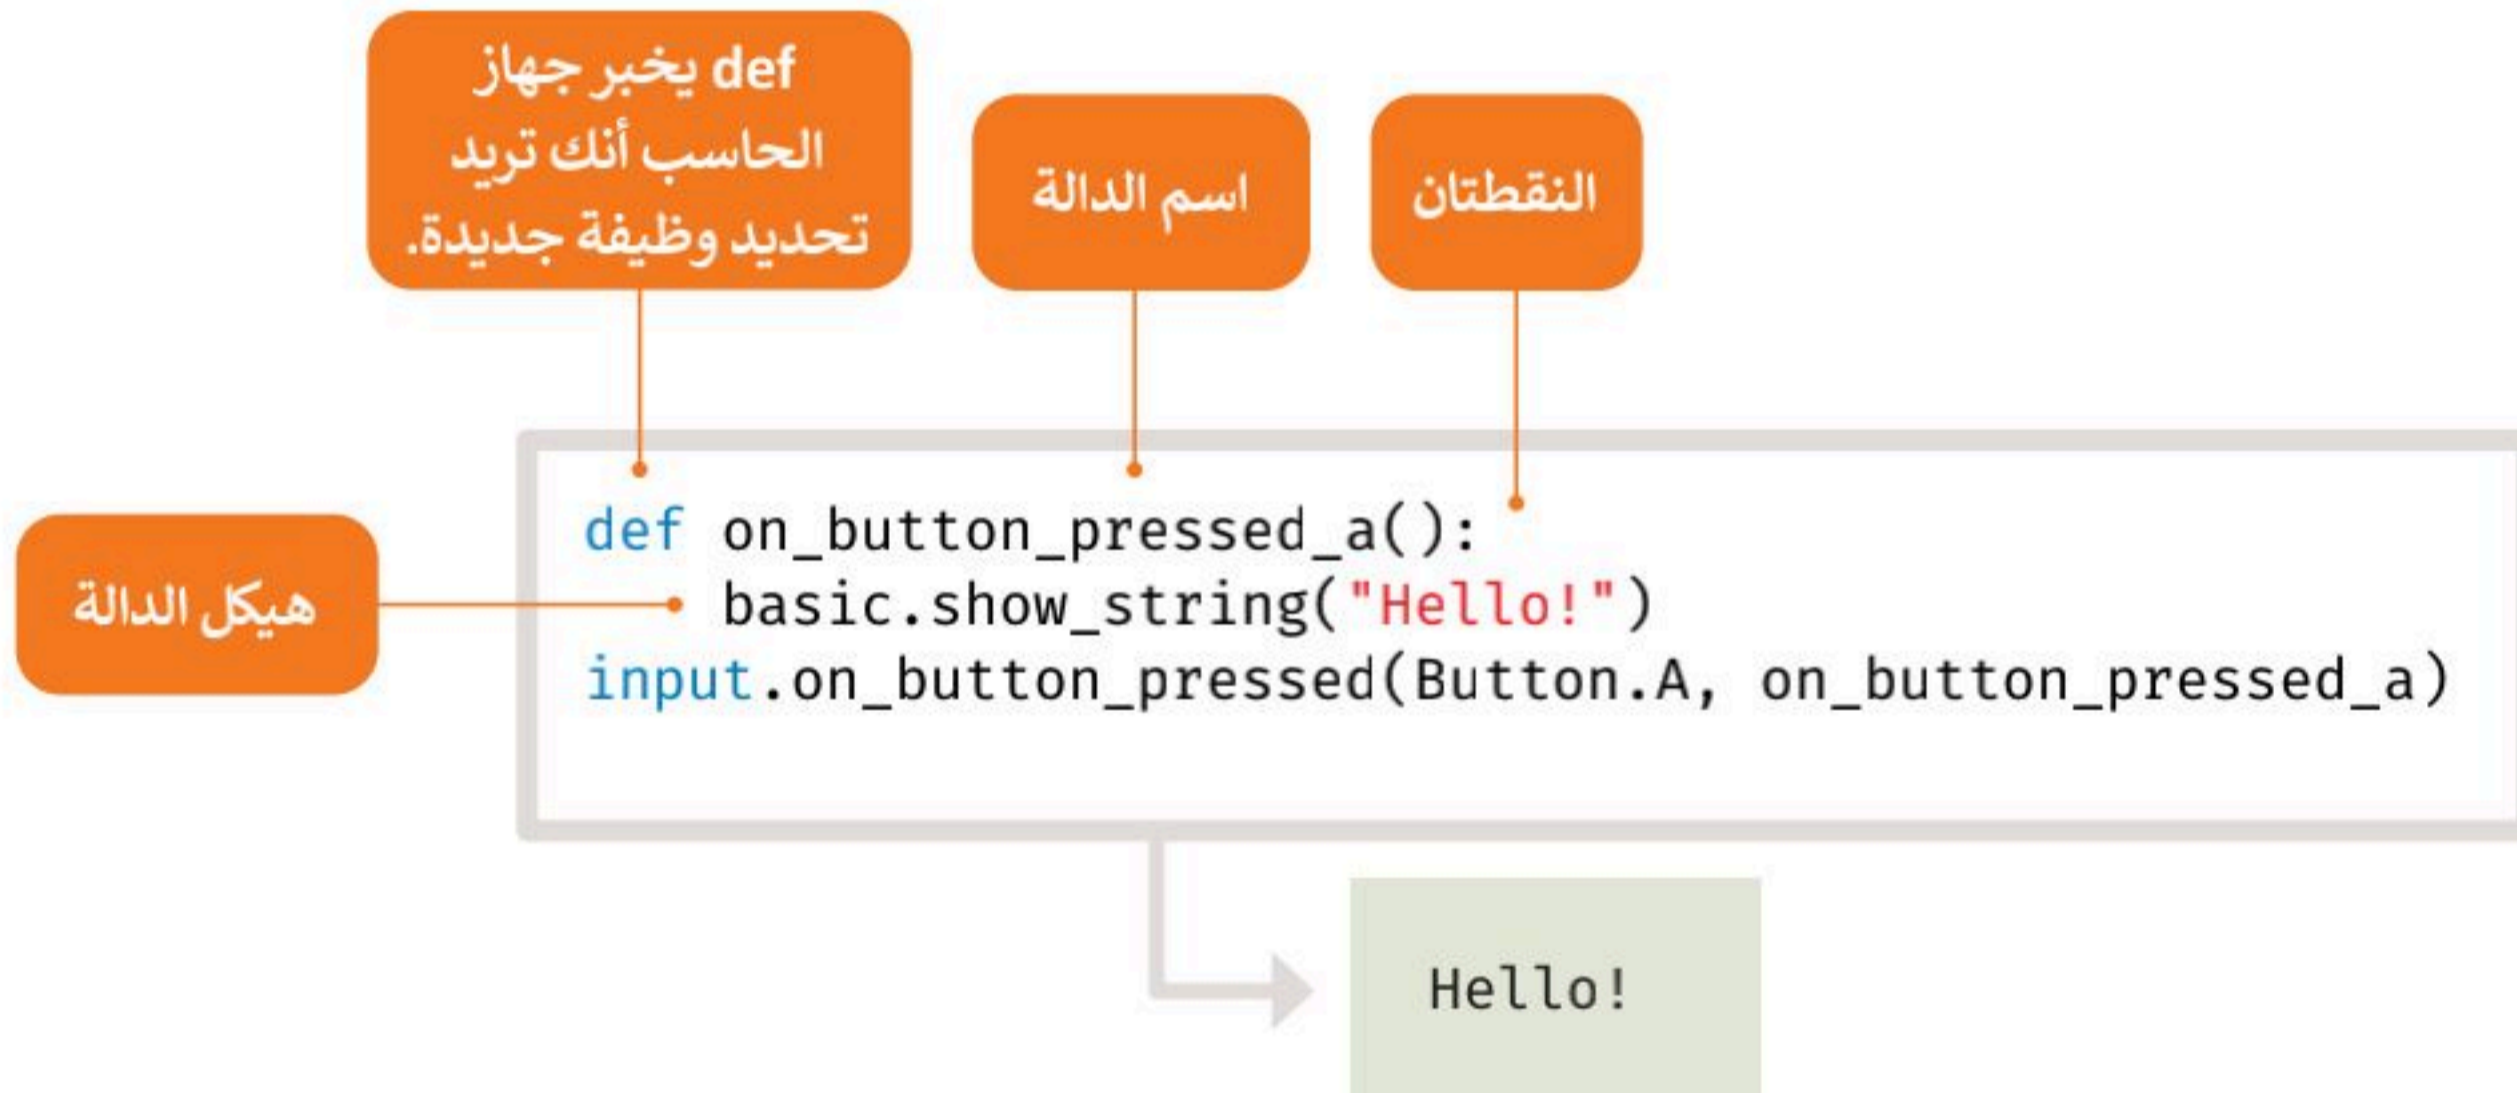 def يخبر جهاز
الحاسب أنك تريد
تحديد وظيفة جديدة.
اسم الدالة
النقطتان
هيكل الدالة
def on_button_pressed_a():
basic.show_string("Hello!")
input.on_button_pressed(Button.A, on_button_pressed_a)
Hello!